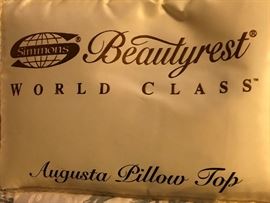 Simmons® Beautyrest®
WORLD CLASS™
Augusta Pillow Top